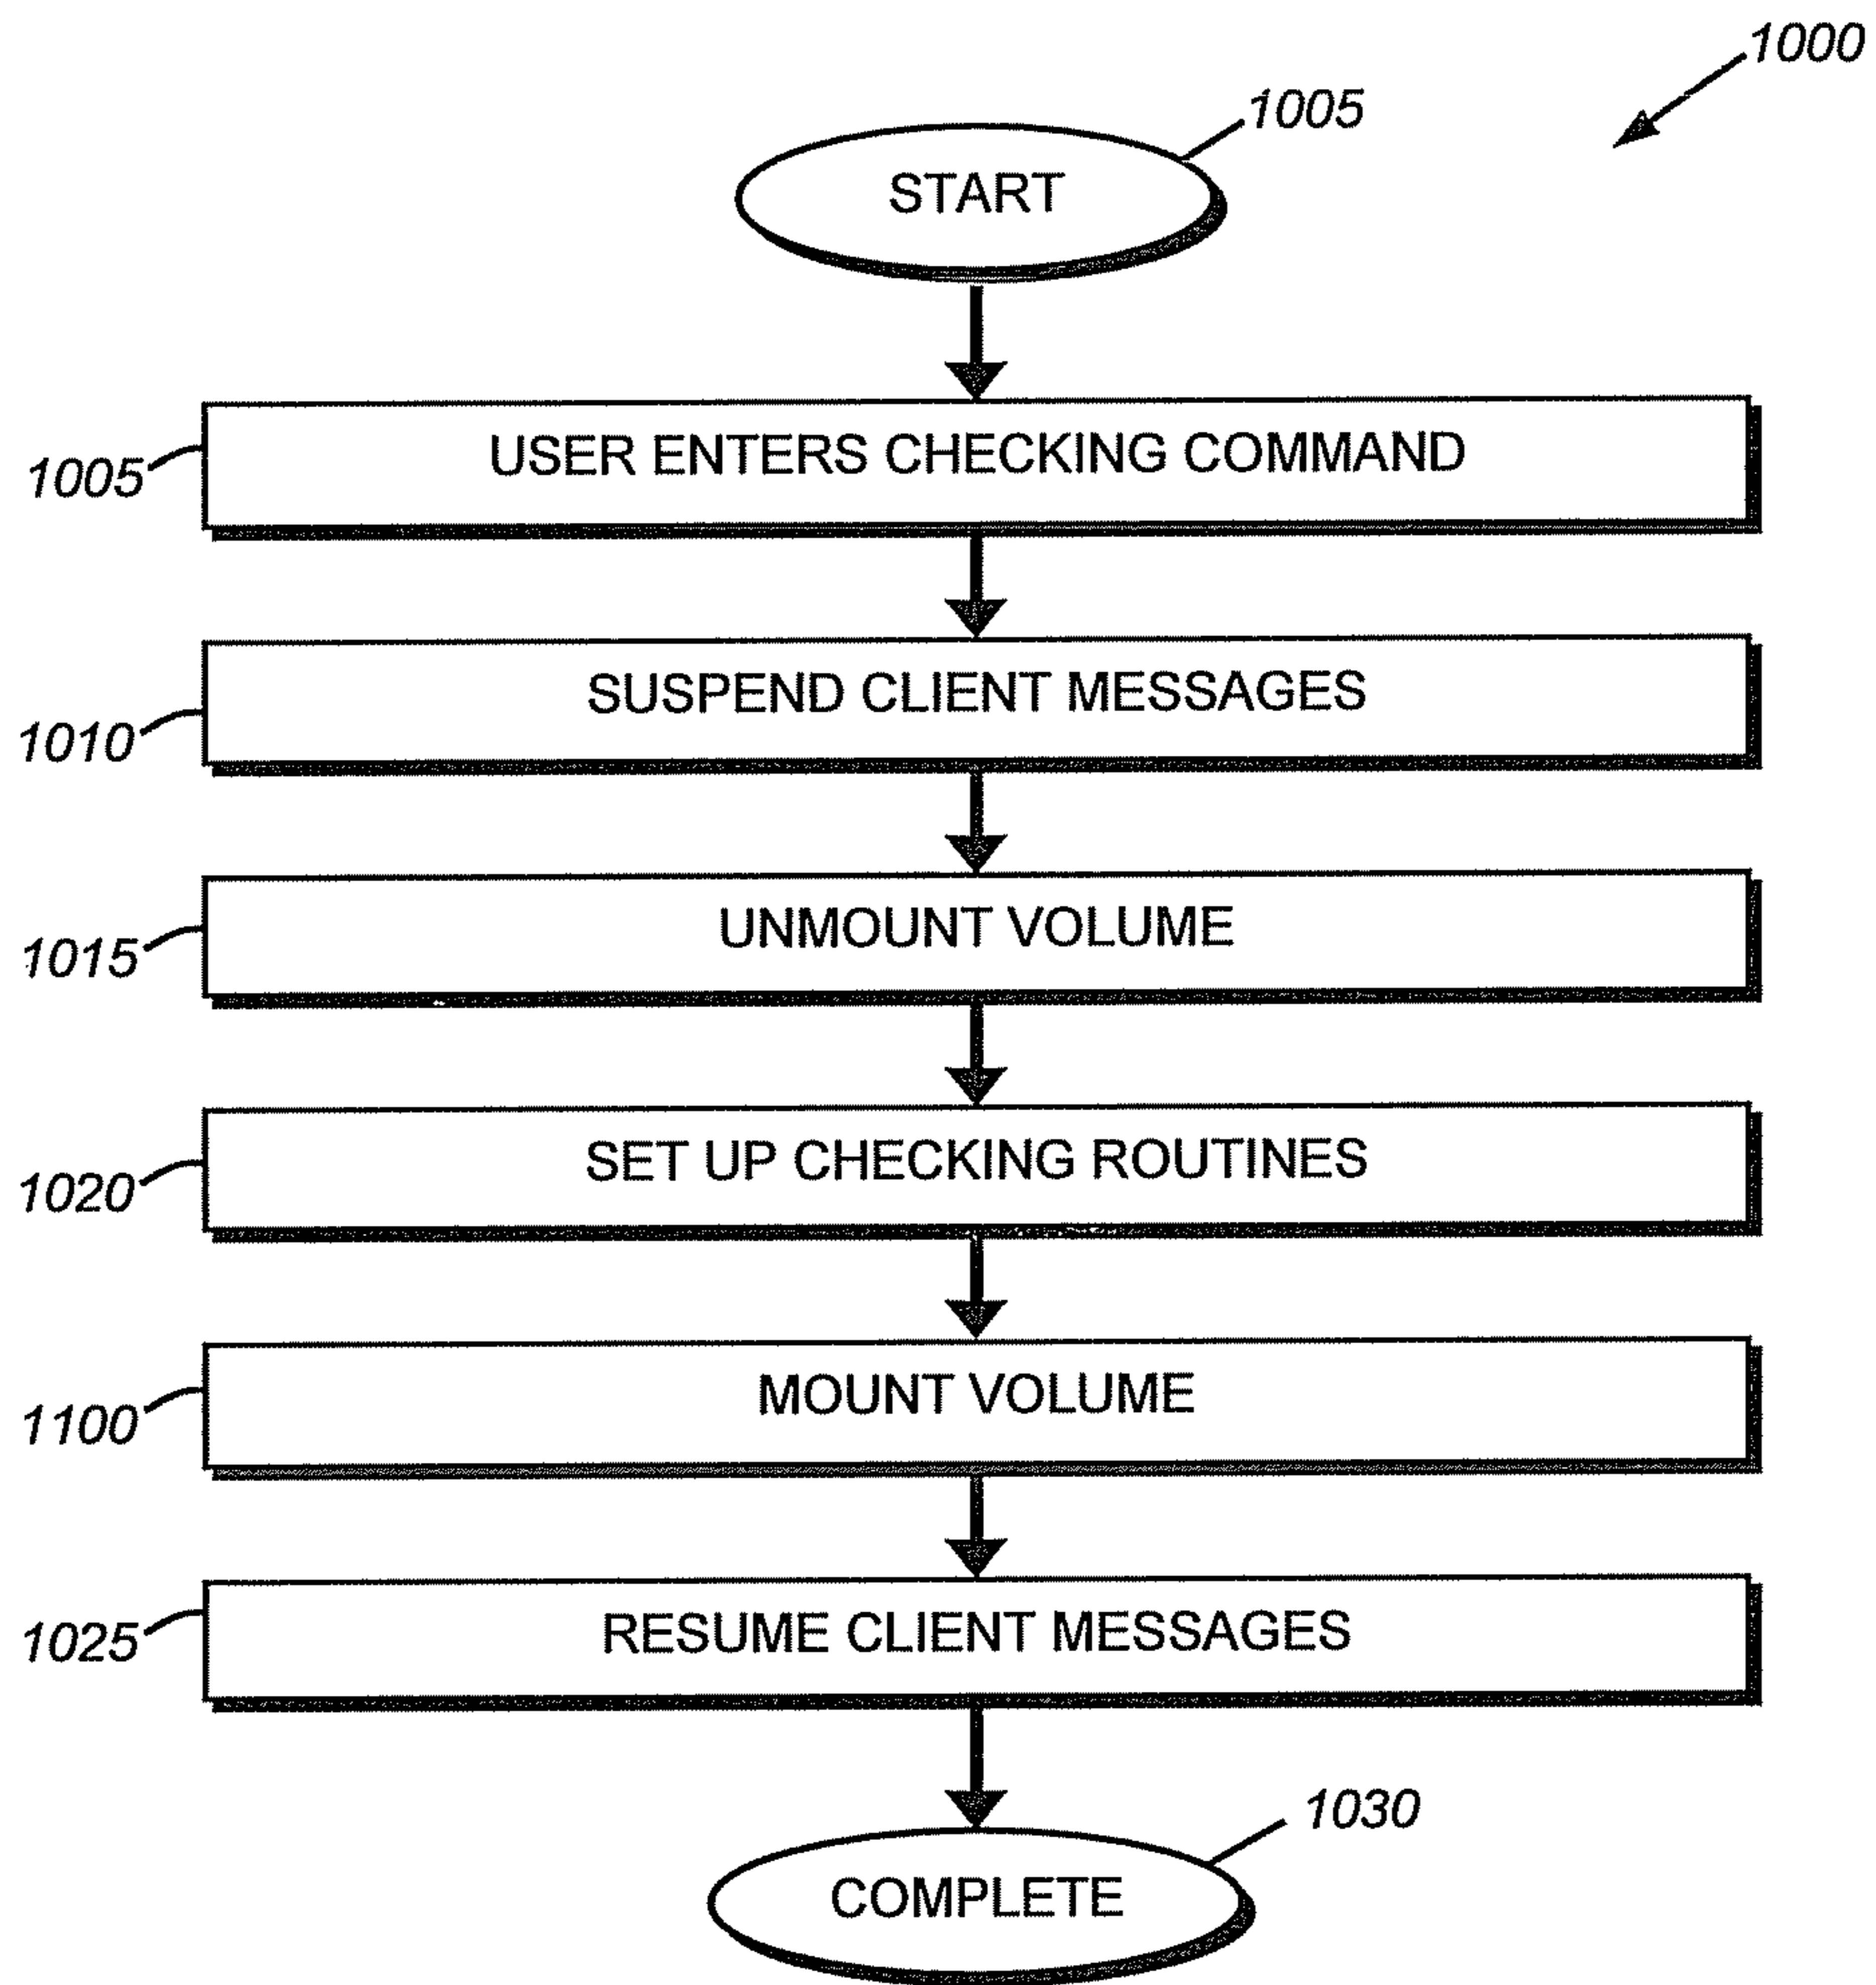 1000
1005
START
USER ENTERS CHECKING COMMAND
1005
SUSPEND CLIENT MESSAGES
1010
UNMOUNT VOLUME
1015
SET UP CHECKING ROUTINES
1020
MOUNT VOLUME
1100
RESUME CLIENT MESSAGES
1025
1030
COMPLETE